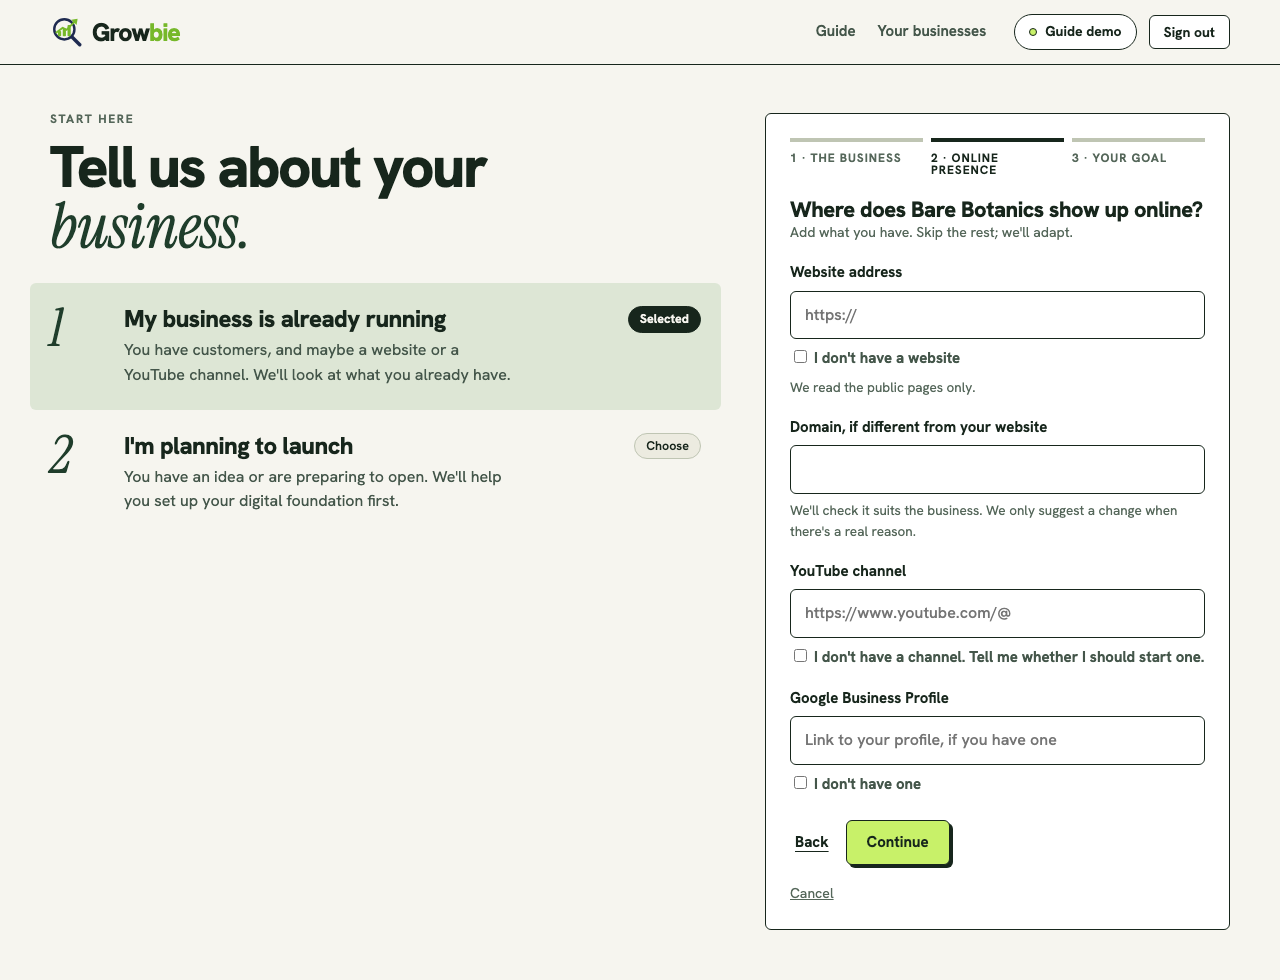 Growbie
Guide
Your businesses
Guide demo
Sign out
START HERE
Tell us about your
business.
1
My business is already running
Selected
You have customers, and maybe a website or a
YouTube channel. We'll look at what you already have.
2
I'm planning to launch
Choose
You have an idea or are preparing to open. We'll help
you set up your digital foundation first.
1 · THE BUSINESS
2 · ONLINE
PRESENCE
3 · YOUR GOAL
Where does Bare Botanics show up online?
Add what you have. Skip the rest; we'll adapt.
Website address
https://
I don't have a website
We read the public pages only.
Domain, if different from your website
We'll check it suits the business. We only suggest a change when
there's a real reason.
YouTube channel
https://www.youtube.com/@
I don't have a channel. Tell me whether I should start one.
Google Business Profile
Link to your profile, if you have one
I don't have one
Back
Continue
Cancel